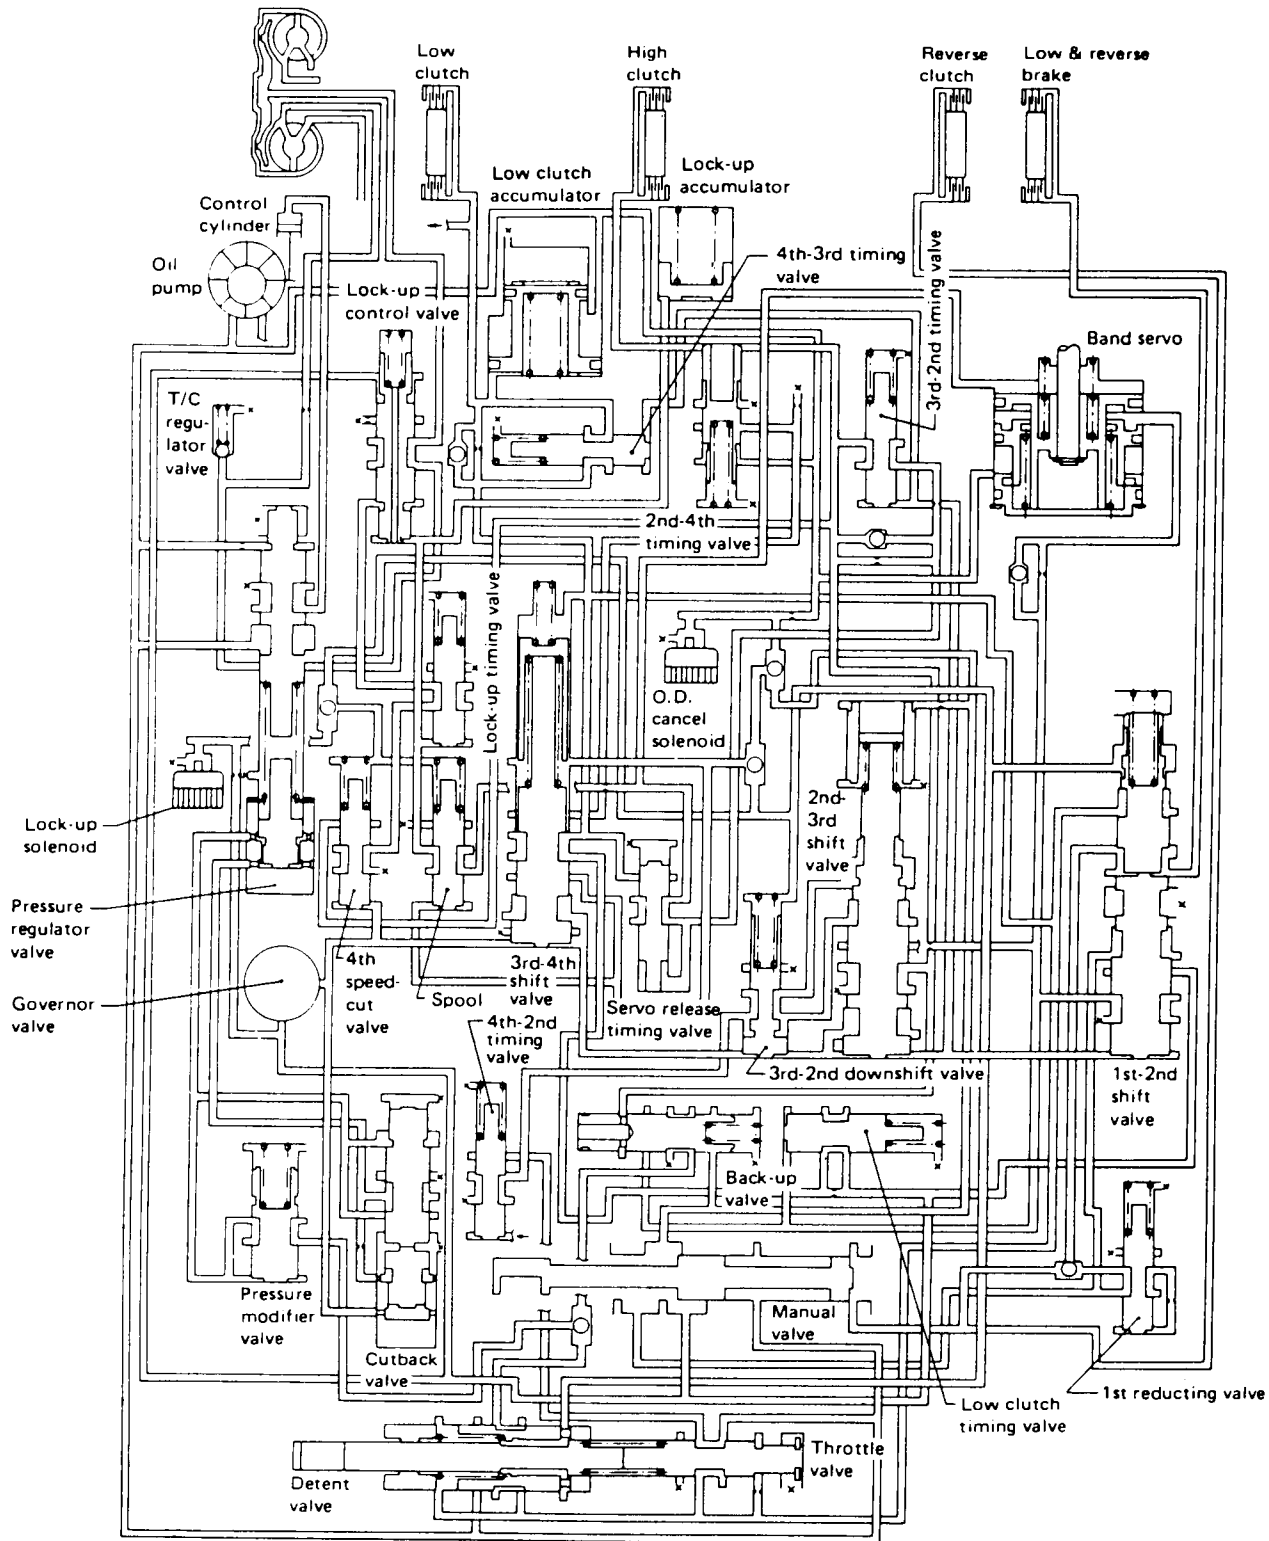 Low
clutch
High
clutch
Reverse
clutch
Low & reverse
brake
Low clutch
accumulator
Lock-up
accumulator
Control
cylinder
4th-3rd timing
valve
3rd-2nd timing valve
Oil
pump
Lock-up
control valve
Band servo
T/C
regu-
lator
valve
2nd-4th
timing valve
Lock-up timing valve
O.D.
cancel
solenoid
2nd-
3rd
shift
valve
Lock-up
solenoid
Pressure
regulator
valve
4th
speed-
cut
valve
Spool
3rd-4th
shift
valve
Governor
valve
Servo release
timing valve
4th-2nd
timing
valve
3rd-2nd downshift valve
1st-2nd
shift
valve
Back-up
valve
Pressure
modifier
valve
Manual
valve
Cutback
valve
1st reducting valve
Low clutch
timing valve
Throttle
valve
Detent
valve